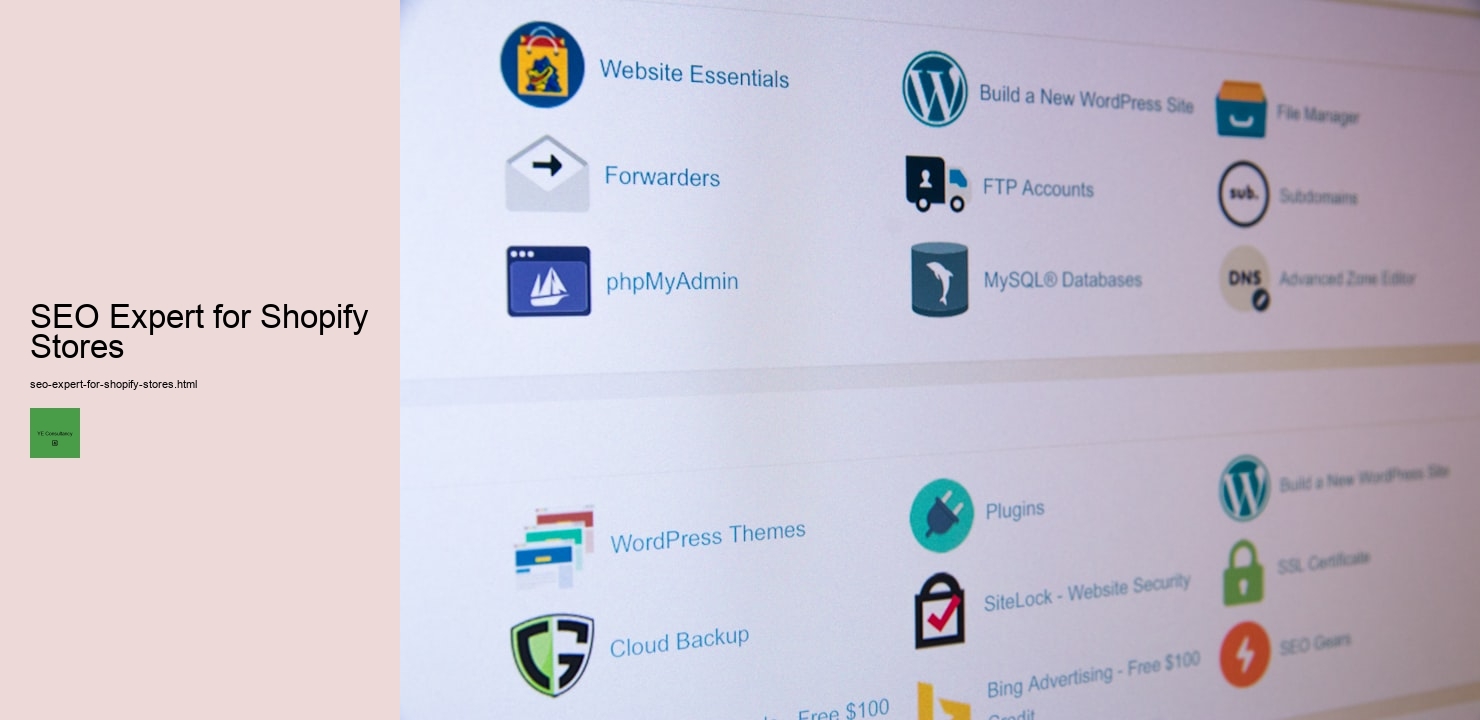 SEO Expert for Shopify
Stores
seo-expert-for-shopify-stores.html
YE Consultancy
Website Essentials
Build a New WordPress Site
File Manager
Forwarders
FTP Accounts
sub.
Subdomains
phpMyAdmin
MySQL® Databases
DNS
Advanced Zone Editor
WordPress Themes
Plugins
Build a New WordPress Site
SiteLock - Website Security
SSL Certificate
Cloud Backup
Bing Advertising - Free $100
Credit
SEO Gears
Free $100